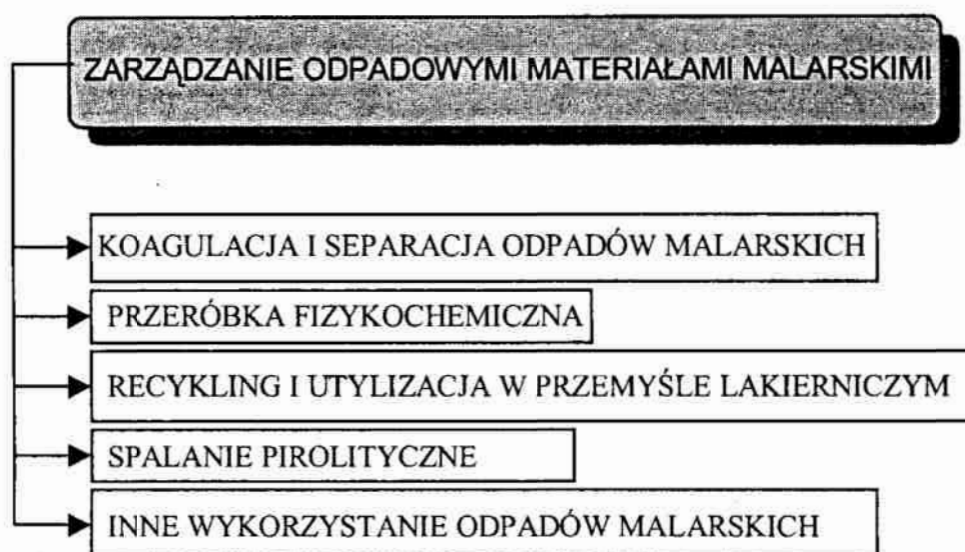 ZARZĄDZANIE ODPADOWYMI MATERIAŁAMI MALARSKIMI
KOAGULACJA I SEPARACJA ODPADÓW MALARSKICH
PRZERÓBKA FIZYKOCHEMICZNA
RECYKLING I UTYLIZACJA W PRZEMYŚLE LAKIERNICZYM
SPALANIE PIROLITYCZNE
INNE WYKORZYSTANIE ODPADÓW MALARSKICH